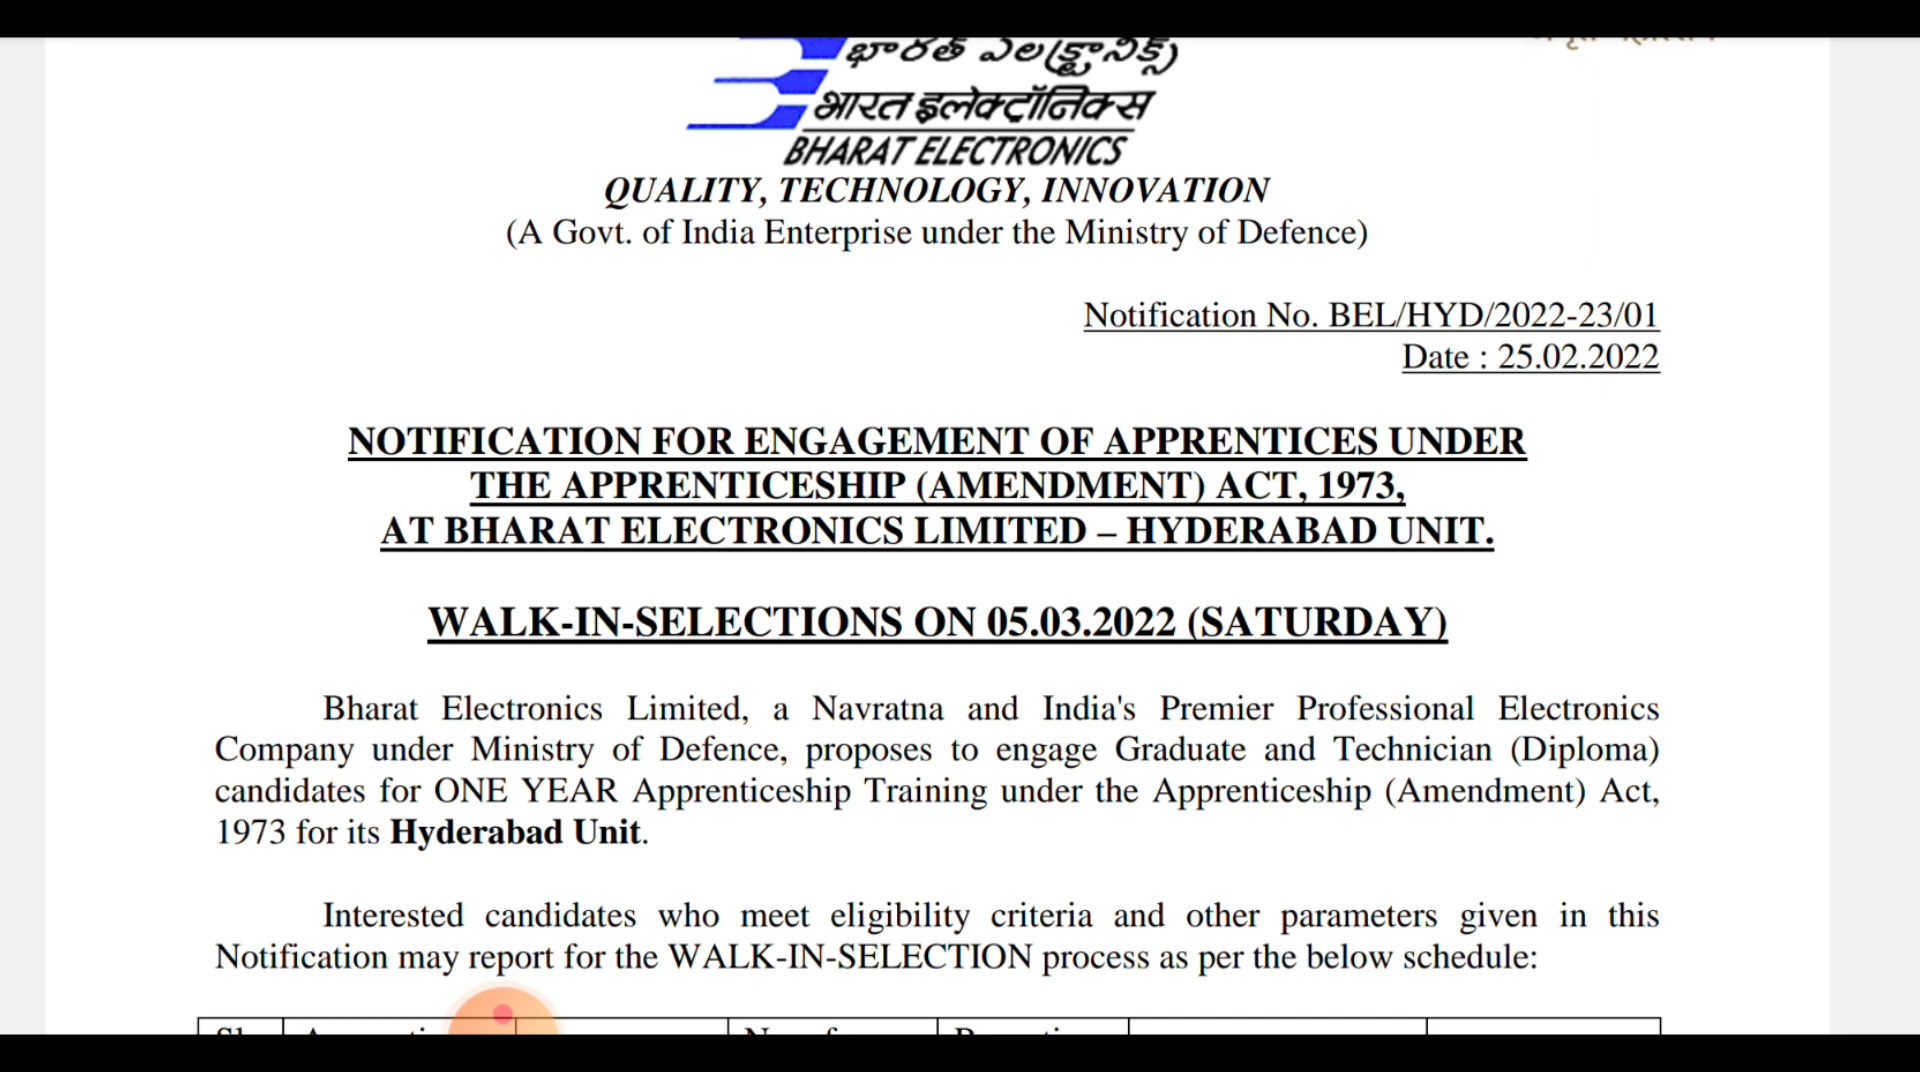 భారత్ ఎలక్ట్రానిక్స్
भारत इलेक्ट्रॉनिक्स
BHARAT ELECTRONICS
QUALITY, TECHNOLOGY, INNOVATION
(A Govt. of India Enterprise under the Ministry of Defence)
Notification No. BEL/HYD/2022-23/01
Date : 25.02.2022
NOTIFICATION FOR ENGAGEMENT OF APPRENTICES UNDER
THE APPRENTICESHIP (AMENDMENT) ACT, 1973,
AT BHARAT ELECTRONICS LIMITED – HYDERABAD UNIT.
WALK-IN-SELECTIONS ON 05.03.2022 (SATURDAY)
Bharat Electronics Limited, a Navratna and India's Premier Professional Electronics
Company under Ministry of Defence, proposes to engage Graduate and Technician (Diploma)
candidates for ONE YEAR Apprenticeship Training under the Apprenticeship (Amendment) Act,
1973 for its Hyderabad Unit.
Interested candidates who meet eligibility criteria and other parameters given in this
Notification may report for the WALK-IN-SELECTION process as per the below schedule: